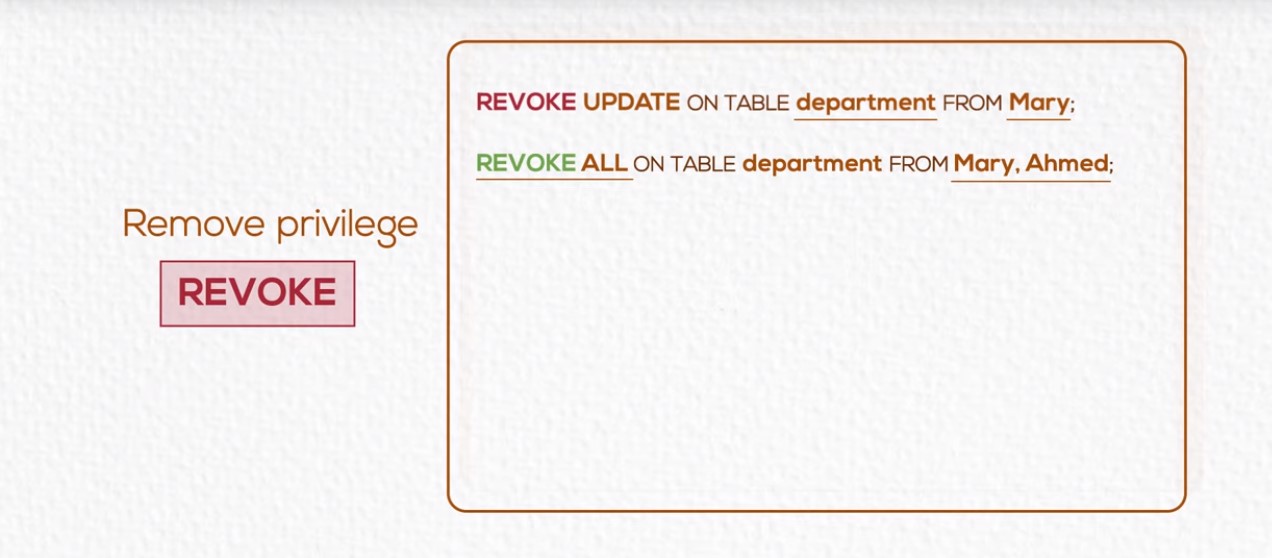 Remove privilege
REVOKE
REVOKE UPDATE ON TABLE department FROM Mary;
REVOKE ALL ON TABLE department FROM Mary, Ahmed;